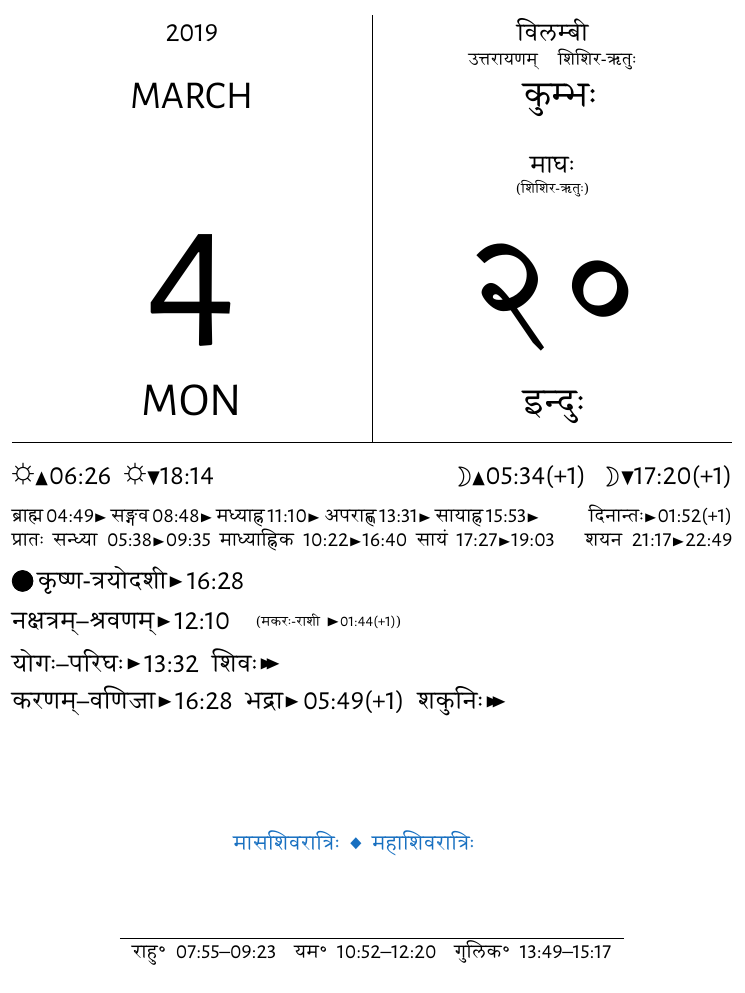 2019
MARCH
4
MON
विलम्बी
उत्तरायणम् शिशिर-ऋतुः
कुम्भः
माघः
(शिशिर-ऋतुः)
२०
इन्दुः
☼▲06:26 ☼▼18:14 ☽▲05:34(+1) ☽▼17:20(+1)
ब्राह्म 04:49► सङ्गव 08:48► मध्याह्न 11:10► अपराह्ण 13:31► सायाह्न 15:53► दिनान्तः►01:52(+1)
प्रातः सन्ध्या 05:38►09:35 माध्याह्निक 10:22►16:40 सायं 17:27►19:03 शयन 21:17►22:49
●कृष्ण-त्रयोदशी►16:28
नक्षत्रम्–श्रवणम्►12:10 (मकरः-राशी ►01:44(+1))
योगः–परिघः►13:32 शिवः►►
करणम्–वणिजा►16:28 भद्रा►05:49(+1) शकुनिः►►
मासशिवरात्रिः ◆ महाशिवरात्रिः
राहु° 07:55–09:23 यम° 10:52–12:20 गुलिक° 13:49–15:17